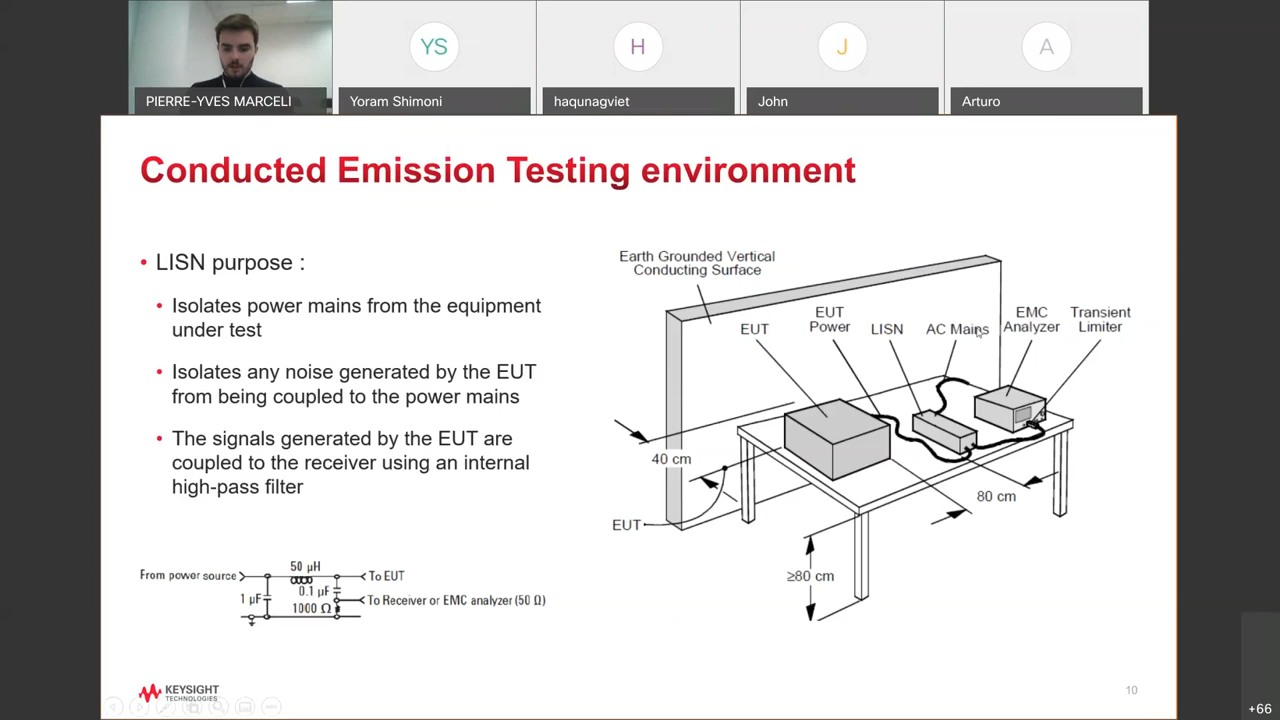 YS
H
J
A
PIERRE-YVES MARCELI
Yoram Shimoni
haqunagviet
John
Arturo
Conducted Emission Testing environment
• LISN purpose :
• Isolates power mains from the equipment
under test
• Isolates any noise generated by the EUT
from being coupled to the power mains
• The signals generated by the EUT are
coupled to the receiver using an internal
high-pass filter
From power source
50 µH
To EUT
1 µF
0.1 µF
1000 Ω
To Receiver or EMC analyzer (50 Ω)
Earth Grounded Vertical
Conducting Surface
EUT
EUT
Power
LISN
AC Mains
EMC
Analyzer
Transient
Limiter
40 cm
EUT
80 cm
≥80 cm
KEYSIGHT
TECHNOLOGIES
10
+66